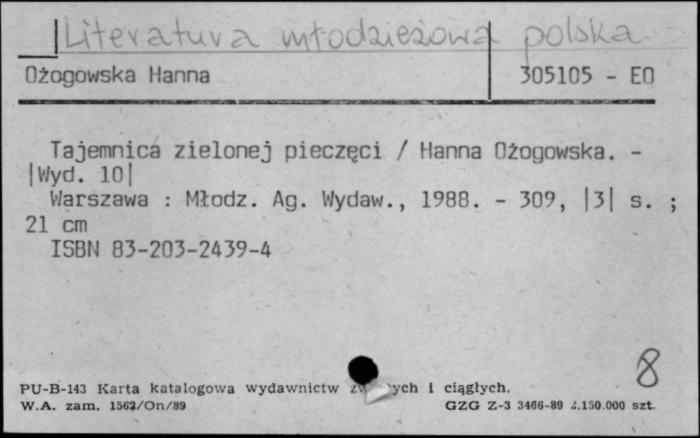 Literatura młodzieżowa polska
Ożogowska Hanna 305105 - EO
Tajemnica zielonej pieczęci / Hanna Ożogowska. -
|Wyd. 10|
Warszawa : Młodz. Ag. Wydaw., 1988. - 309, |3| s. ;
21 cm
ISBN 83-203-2439-4
8
PU-B-143 Karta katalogowa wydawnictw i ciągłych.
W.A. zam. 1562/On/89 GZG Z-3 3466-89 2.150.000 szt.